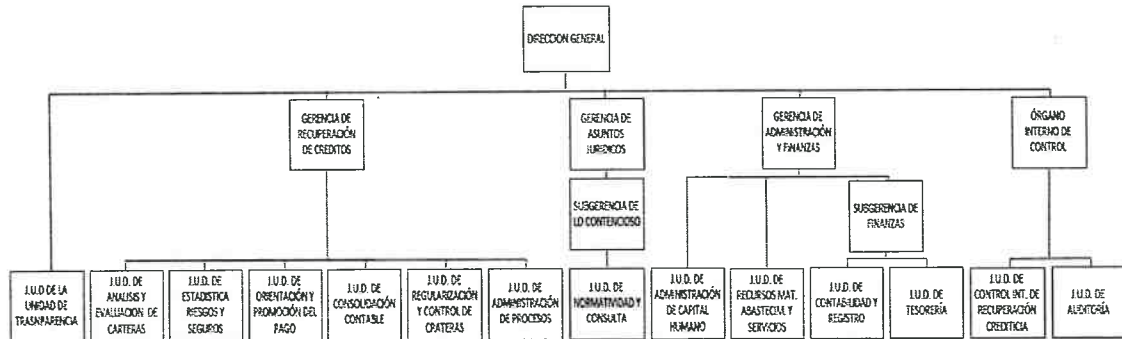 DIRECCION GENERAL
GERENCIA DE
RECUPERACIÓN
DE CREDITOS
GERENCIA DE
ASUNTOS
JURIDICOS
GERENCIA DE
ADMINISTRACIÓN
Y FINANZAS
ÓRGANO
INTERNO DE
CONTROL
SUBGERENCIA DE
LO CONTENCIOSO
SUBGERENCIA DE
FINANZAS
J.U.D DE LA
UNIDAD DE
TRASNPARENCIA
J.U.D. DE
ANALISIS Y
EVALUACION DE
CARTERAS
J.U.D. DE
ESTADISTICA
RIESGOS Y
SEGUROS
J.U.D. DE
ORIENTACIÓN Y
PROMOCIÓN DEL
PAGO
J.U.D. DE
CONSOLIDACIÓN
CONTABLE
J.U.D. DE
REGULARIZACIÓN
Y CONTROL DE
CRATERAS
J.U.D. DE
ADMINISTRACIÓN
DE PROCESOS
J.U.D. DE
NORMATIVIDAD Y
CONSULTA
J.U.D. DE
ADMINISTRACIÓN
DE CAPITAL
HUMANO
J.U.D. DE
RECURSOS MAT.
ABASTECIM. Y
SERVICIOS
J.U.D. DE
CONTABILIDAD Y
REGISTRO
J.U.D. DE
TESORERÍA
J.U.D. DE
CONTROL INT. DE
RECUPERACIÓN
CREDITICIA
J.U.D. DE
AUDITORÍA